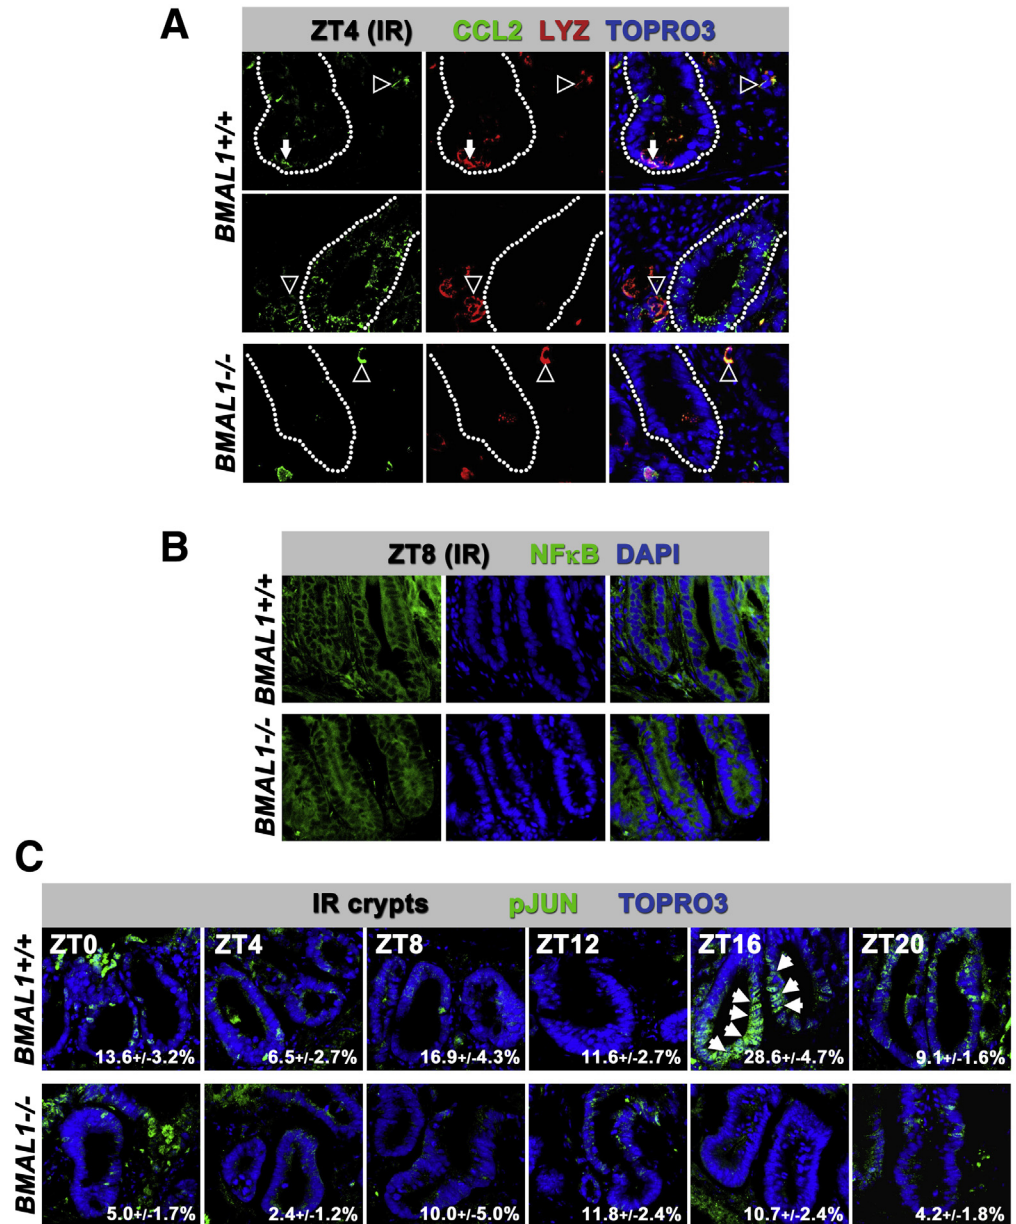 A
ZT4 (IR) CCL2 LYZ TOPRO3
BMAL1+/+
BMAL1-/-
B
ZT8 (IR) NFκB DAPI
BMAL1+/+
BMAL1-/-
C
IR crypts pJUN TOPRO3
BMAL1+/+
ZT0 ZT4 ZT8 ZT12 ZT16 ZT20
13.6+/-3.2% 6.5+/-2.7% 16.9+/-4.3% 11.6+/-2.7% 28.6+/-4.7% 9.1+/-1.6%
BMAL1-/-
5.0+/-1.7% 2.4+/-1.2% 10.0+/-5.0% 11.8+/-2.4% 10.7+/-2.4% 4.2+/-1.8%